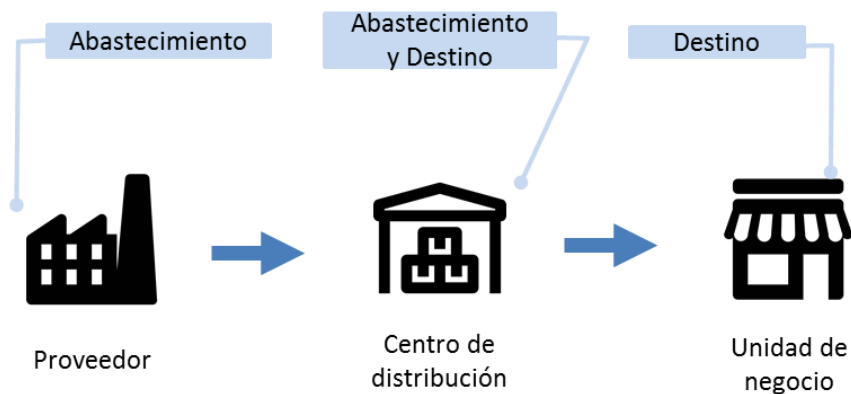 Abastecimiento
Abastecimiento
y Destino
Destino
Proveedor
Centro de
distribución
Unidad de
negocio